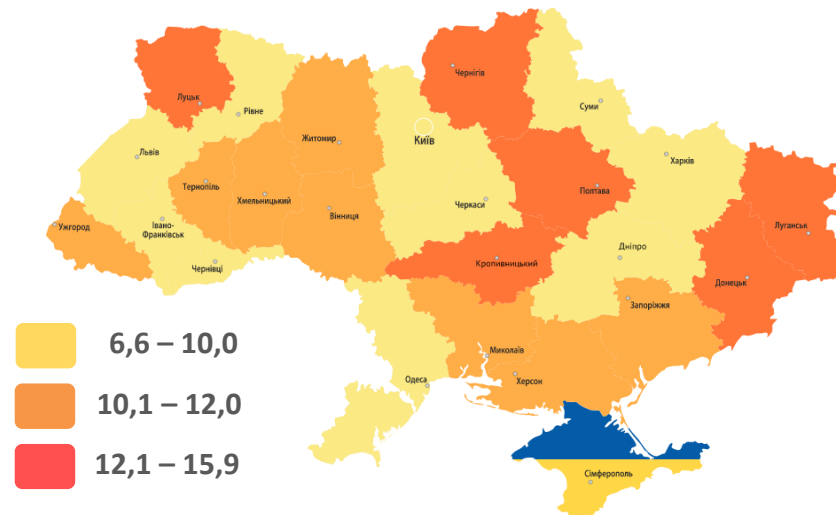 Чернігів
Луцьк
Рівне
Суми
Житомир
Київ
Львів
Харків
Тернопіль
Хмельницький
Полтава
Черкаси
Вінниця
Ужгород
Івано-
Франківськ
Луганськ
Чернівці
Кропивницький
Дніпро
Донецьк
Запоріжжя
6,6 – 10,0
Миколаїв
Одеса
Херсон
10,1 – 12,0
12,1 – 15,9
Сімферополь